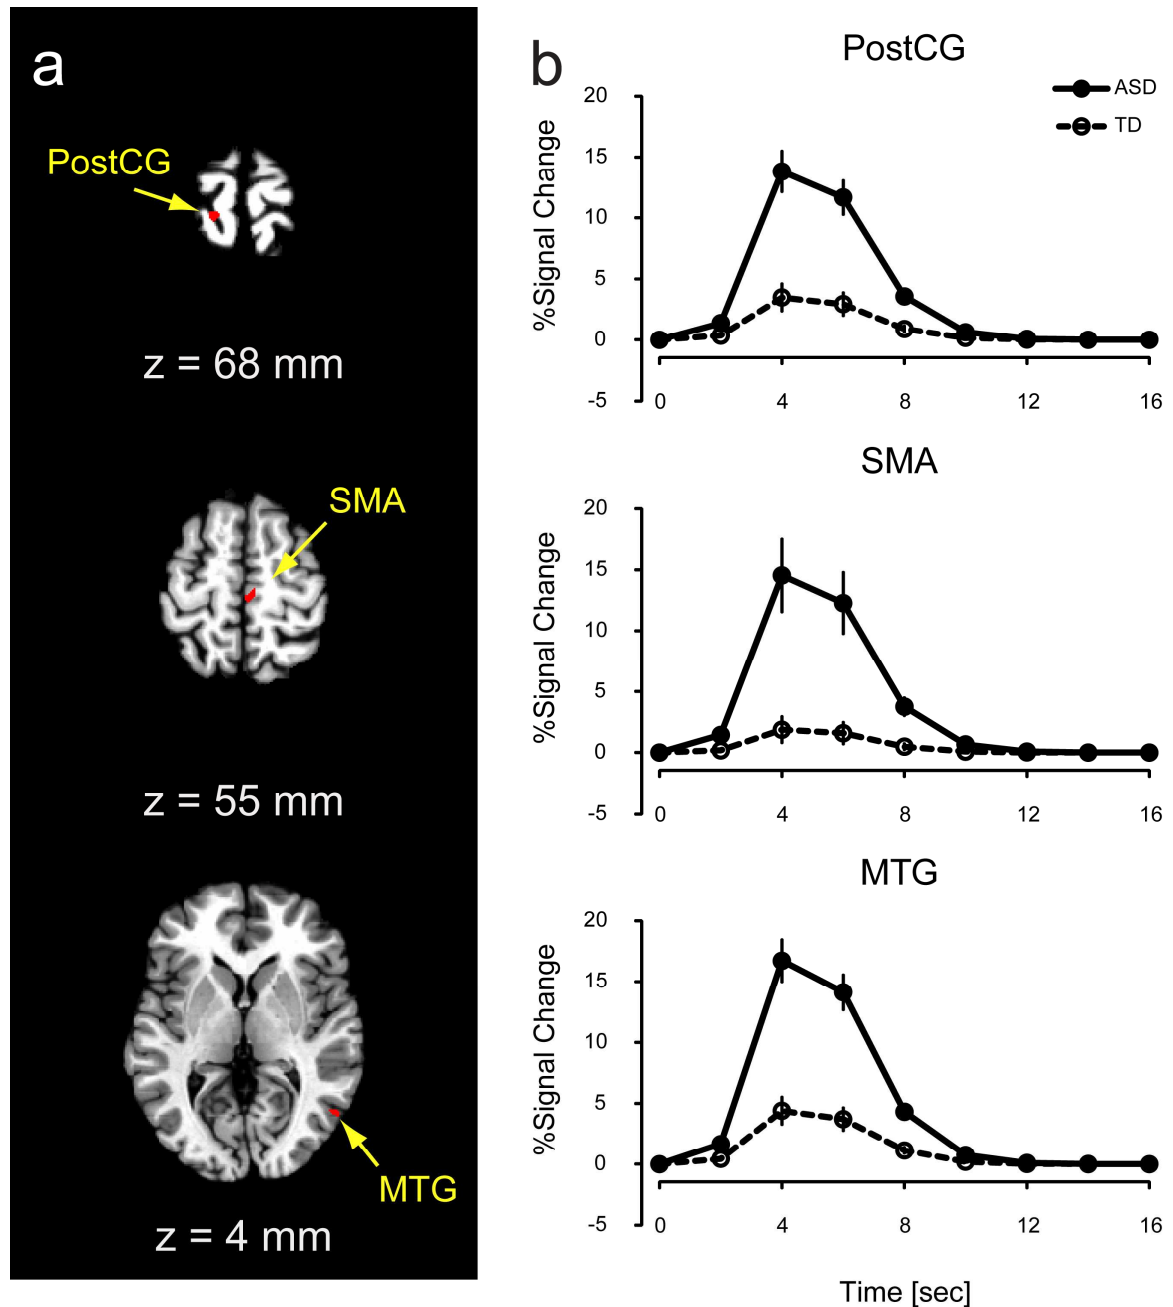 a
PostCG
z = 68 mm
SMA
z = 55 mm
MTG
z = 4 mm
b
PostCG
ASD
TD
%Signal Change
20
15
10
5
0
-5
0 4 8 12 16
SMA
%Signal Change
20
15
10
5
0
-5
0 4 8 12 16
MTG
%Signal Change
20
15
10
5
0
-5
0 4 8 12 16
Time [sec]